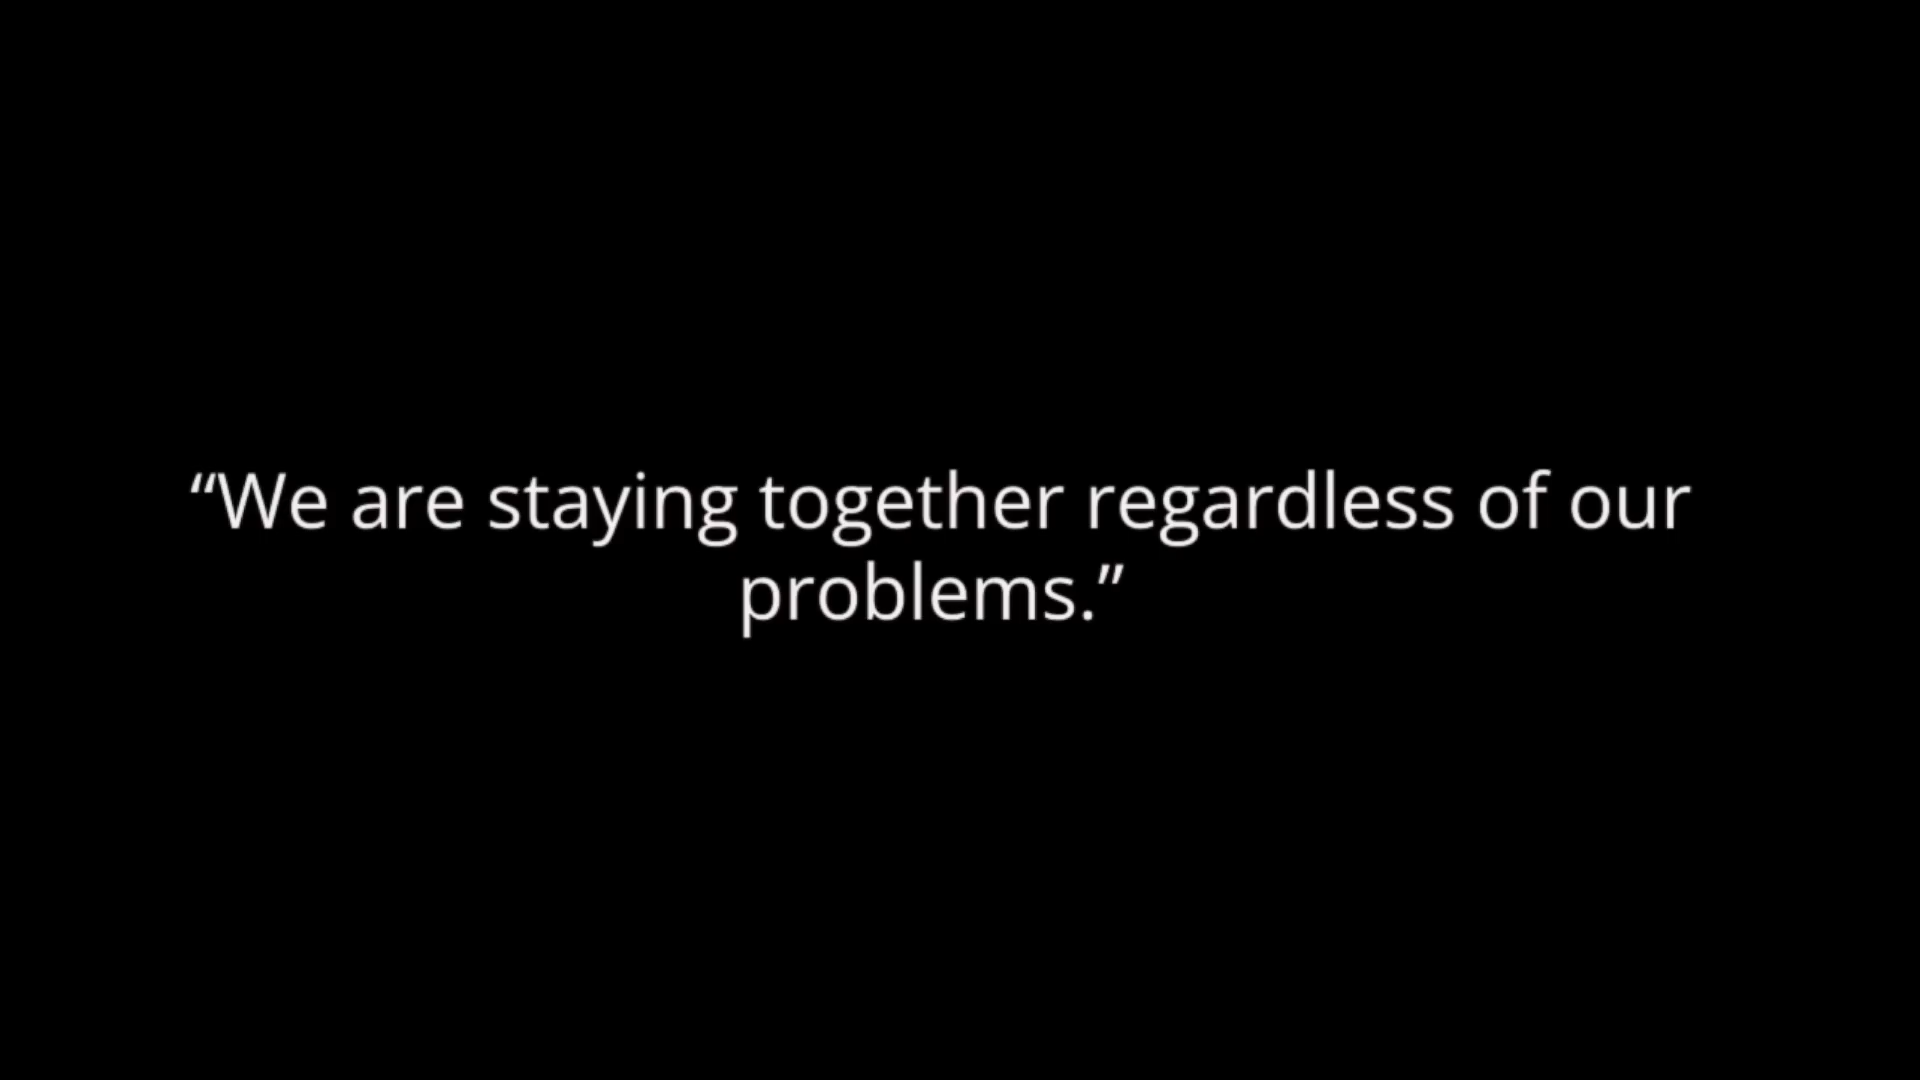 “We are staying together regardless of our
problems.”